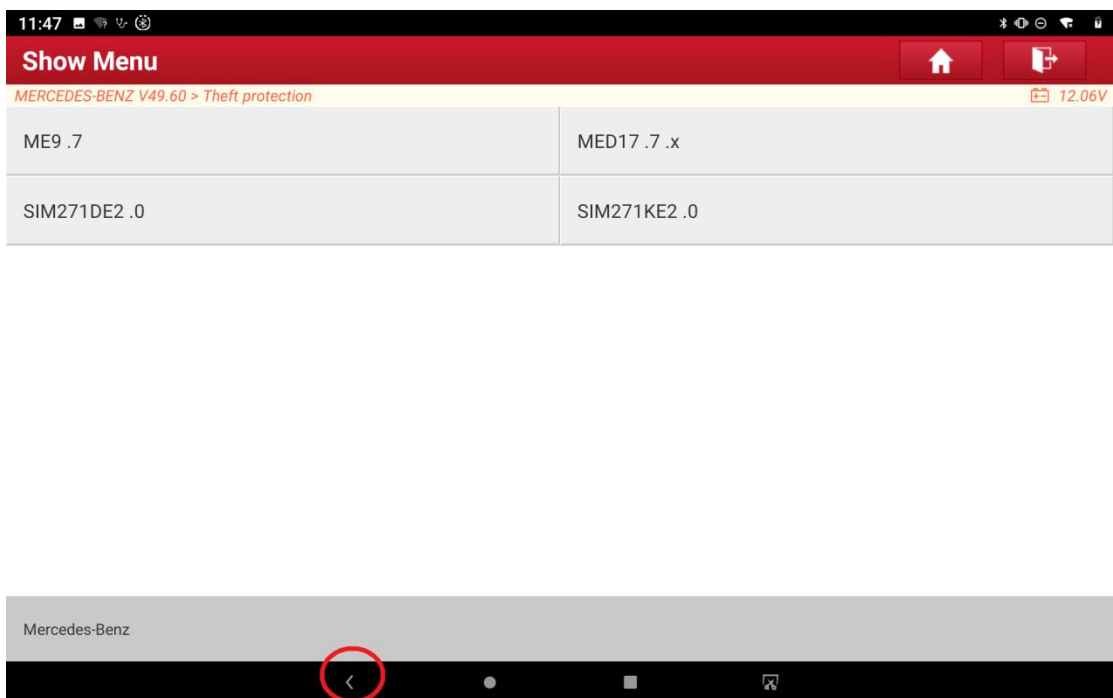 11:47
Show Menu
MERCEDES-BENZ V49.60 > Theft protection
12.06V
ME9 .7
MED17 .7 .x
SIM271DE2 .0
SIM271KE2 .0
Mercedes-Benz